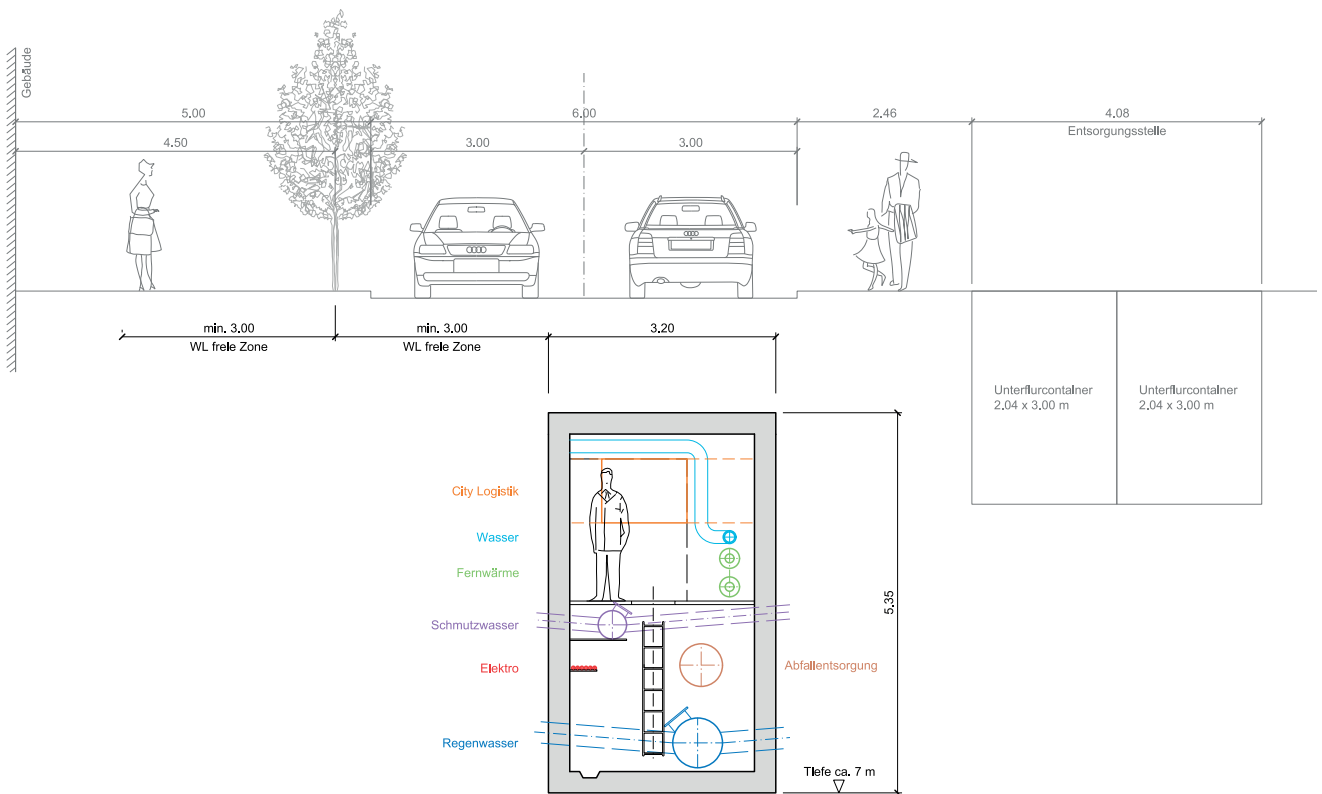 Gebäude
5.00
6.00
2.46
4.08
Entsorgungsstelle
4.50
3.00
3.00
min. 3.00
WL freie Zone
min. 3.00
WL freie Zone
3.20
Unterflurcontainer
2.04 x 3.00 m
Unterflurcontainer
2.04 x 3.00 m
City Logistik
Wasser
Fernwärme
Schmutzwasser
Elektro
Regenwasser
Abfallentsorgung
5.35
Tiefe ca. 7 m